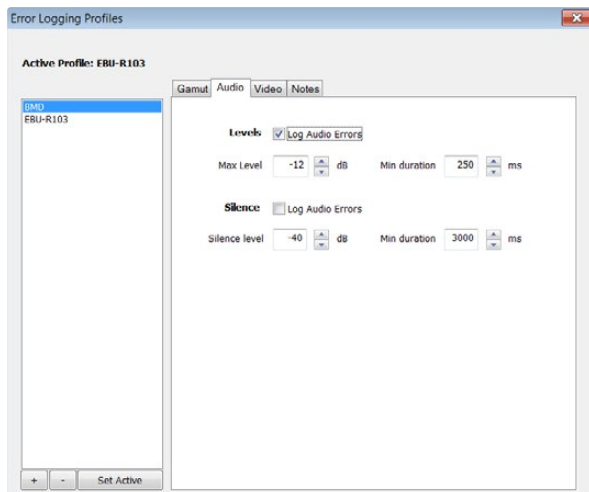 Error Logging Profiles
Active Profile: EBU-R103
BMD
EBU-R103
Gamut Audio Video Notes
Levels Log Audio Errors
Max Level -12 dB Min duration 250 ms
Silence Log Audio Errors
Silence level -40 dB Min duration 3000 ms
+ - Set Active